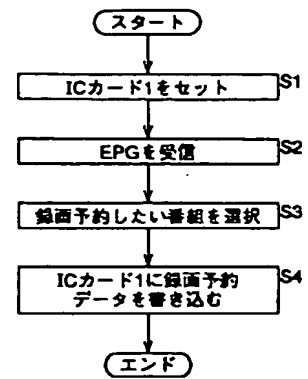 スタート
ICカード1をセット S1
EPGを受信 S2
録画予約したい番組を選択 S3
ICカード1に録画予約 S4
データを書き込む
エンド